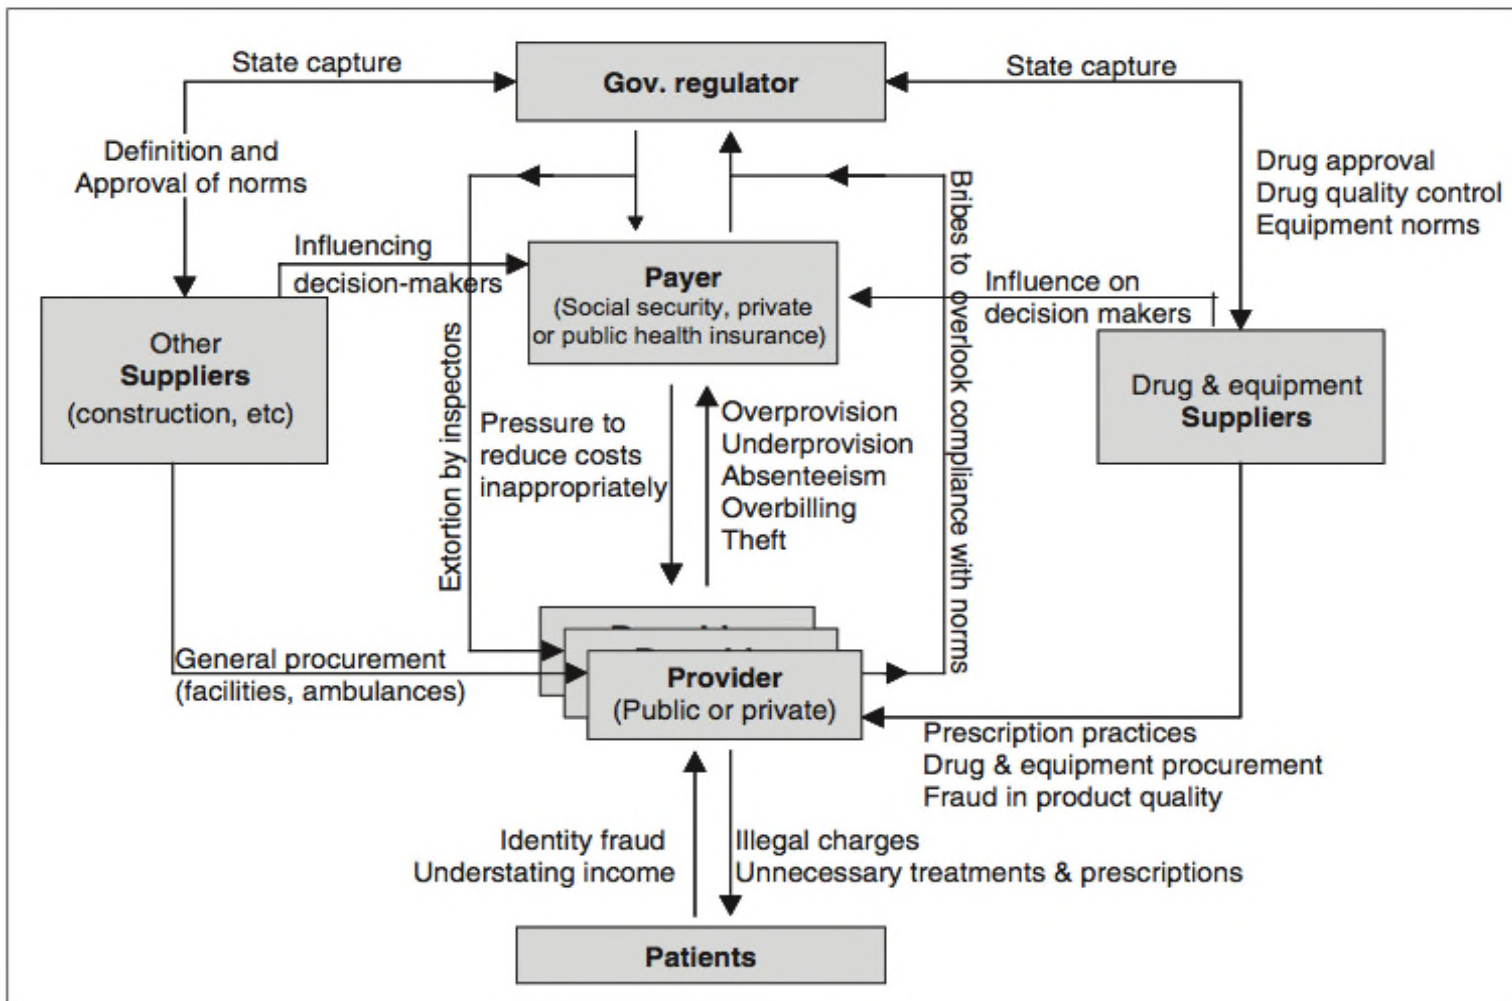 State capture
Gov. regulator
State capture
Definition and
Approval of norms
Drug approval
Drug quality control
Equipment norms
Influencing
decision-makers
Payer
(Social security, private
or public health insurance)
Influence on
decision makers
Other
Suppliers
(construction, etc)
Drug & equipment
Suppliers
Extortion by inspectors
Pressure to
reduce costs
inappropriately
Overprovision
Underprovision
Absenteeism
Overbilling
Theft
Bribes to overlook compliance with norms
General procurement
(facilities, ambulances)
Provider
(Public or private)
Prescription practices
Drug & equipment procurement
Fraud in product quality
Identity fraud
Understating income
Illegal charges
Unnecessary treatments & prescriptions
Patients